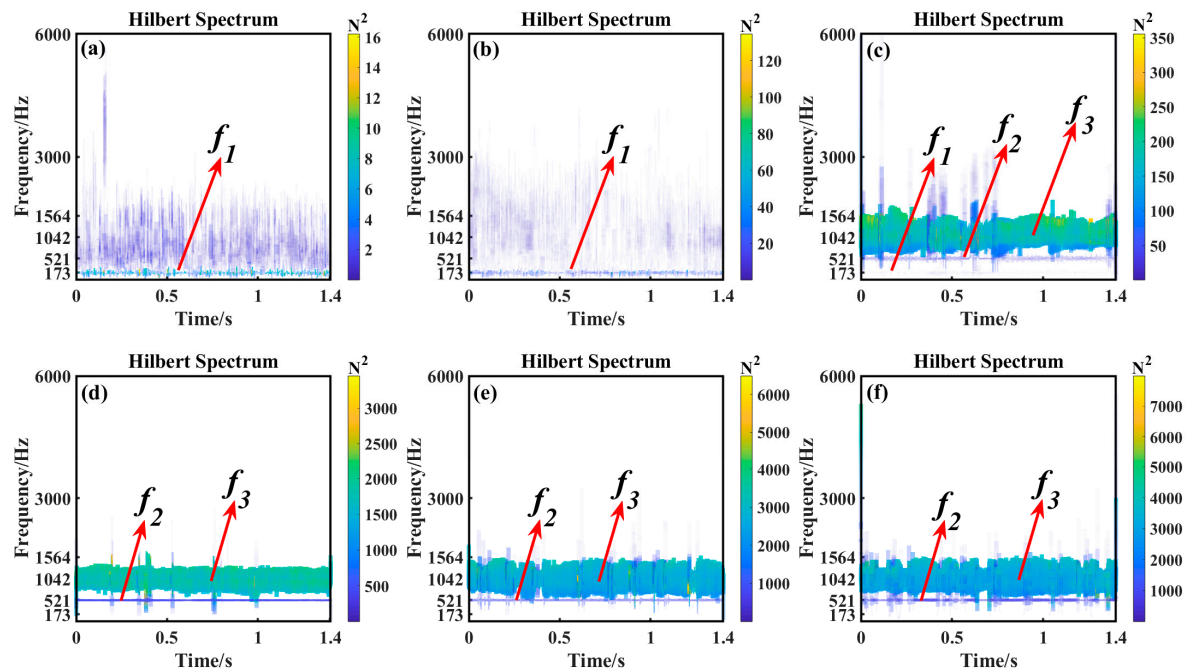 Hilbert Spectrum N²
(a)
6000
3000
1564
1042
521
173
Frequency/Hz
f₁
0 0.5 1 1.4
Time/s
16
14
12
10
8
6
4
2
Hilbert Spectrum N²
(b)
6000
3000
1564
1042
521
173
Frequency/Hz
f₁
0 0.5 1 1.4
Time/s
120
100
80
60
40
20
Hilbert Spectrum N²
(c)
6000
3000
1564
1042
521
173
Frequency/Hz
f₁ f₂ f₃
0 0.5 1 1.4
Time/s
350
300
250
200
150
100
50
Hilbert Spectrum N²
(d)
6000
3000
1564
1042
521
173
Frequency/Hz
f₂ f₃
0 0.5 1 1.4
Time/s
3000
2500
2000
1500
1000
500
Hilbert Spectrum N²
(e)
6000
3000
1564
1042
521
173
Frequency/Hz
f₂ f₃
0 0.5 1 1.4
Time/s
6000
5000
4000
3000
2000
1000
Hilbert Spectrum N²
(f)
6000
3000
1564
1042
521
173
Frequency/Hz
f₂ f₃
0 0.5 1 1.4
Time/s
7000
6000
5000
4000
3000
2000
1000